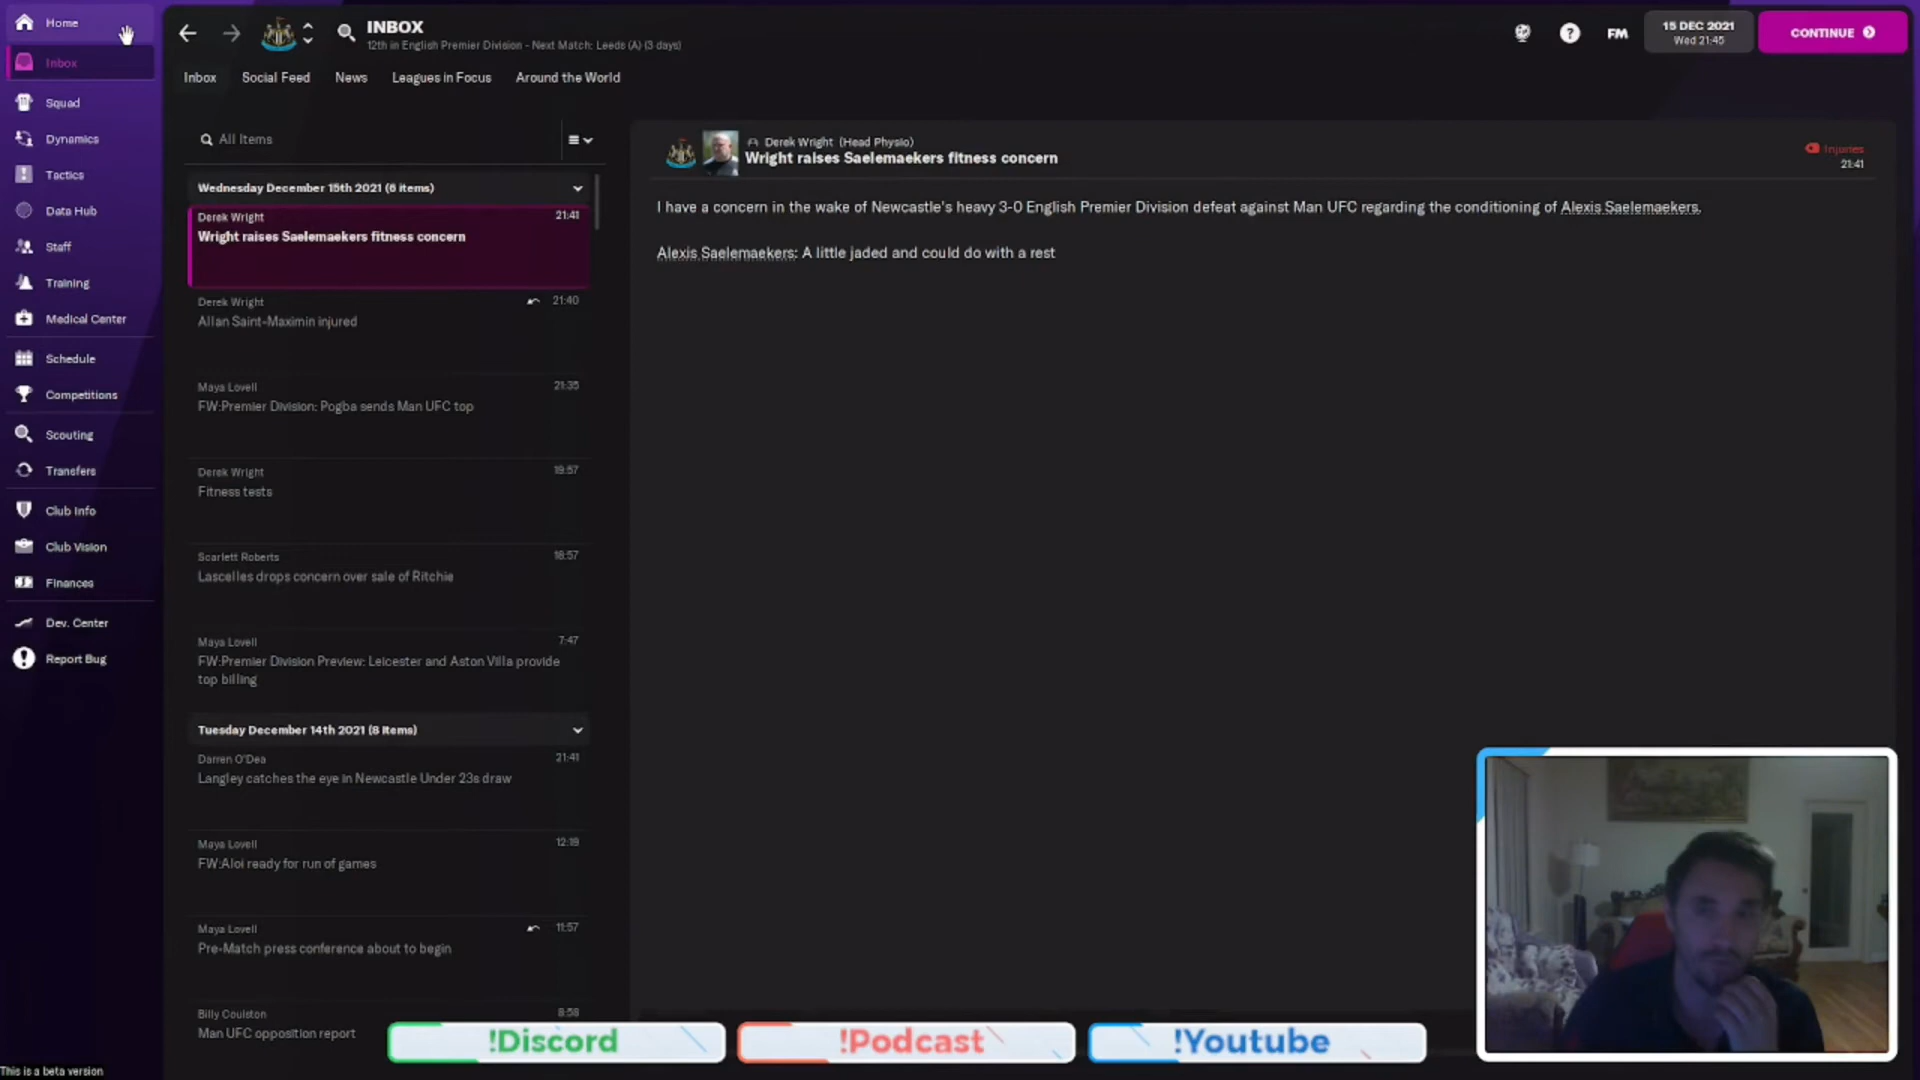 Home
Inbox
Squad
Dynamics
Tactics
Data Hub
Staff
Training
Medical Center
Schedule
Competitions
Scouting
Transfers
Club Info
Club Vision
Finances
Dev. Center
Report Bug
This is a beta version
INBOX
12th in English Premier Division - Next Match: Leeds (A) (3 days)
?
FM
15 DEC 2021
Wed 21:45
CONTINUE
Inbox
Social Feed
News
Leagues in Focus
Around the World
All Items
Wednesday December 15th 2021 (6 items)
Derek Wright
21:41
Wright raises Saelemaekers fitness concern
Derek Wright
21:40
Allan Saint-Maximin injured
Maya Lovell
21:35
FW:Premier Division: Pogba sends Man UFC top
Derek Wright
19:57
Fitness tests
Scarlett Roberts
18:57
Lascelles drops concern over sale of Ritchie
Maya Lovell
7:47
FW:Premier Division Preview: Leicester and Aston Villa provide
top billing
Tuesday December 14th 2021 (8 items)
Darren O'Dea
21:41
Langley catches the eye in Newcastle Under 23s draw
Maya Lovell
12:19
FW:Aloi ready for run of games
Maya Lovell
11:57
Pre-Match press conference about to begin
Billy Coulston
8:58
Man UFC opposition report
Derek Wright (Head Physio)
Wright raises Saelemaekers fitness concern
Injuries
21:41
I have a concern in the wake of Newcastle's heavy 3-0 English Premier Division defeat against Man UFC regarding the conditioning of Alexis Saelemaekers.
Alexis Saelemaekers: A little jaded and could do with a rest
!Discord
!Podcast
!Youtube